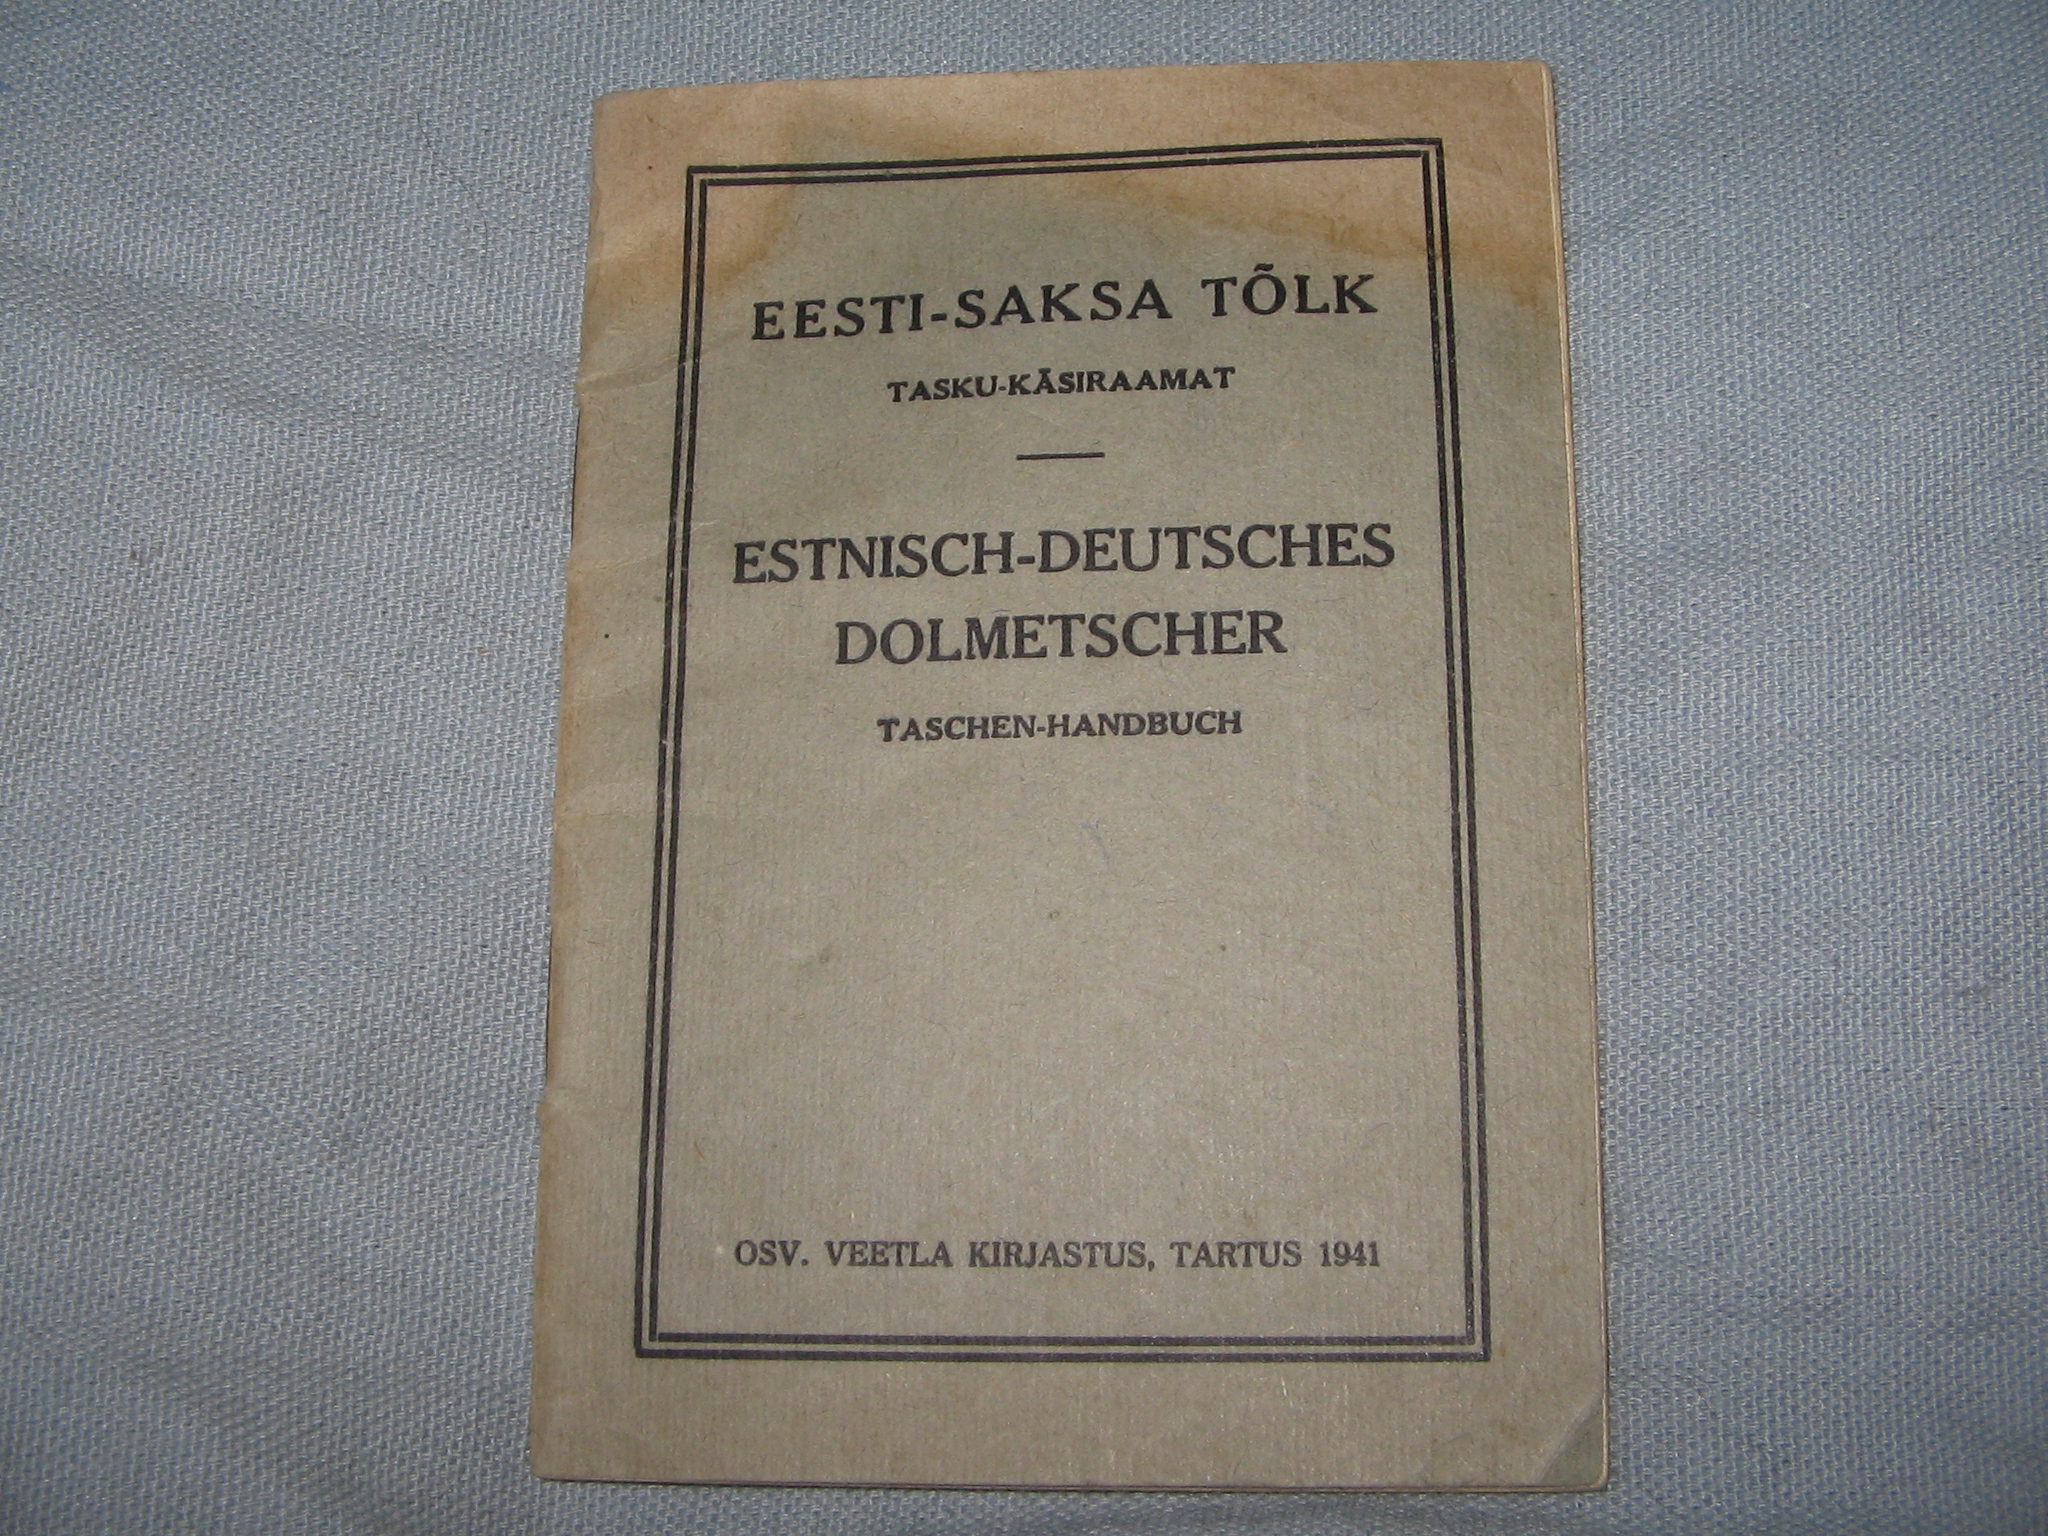 EESTI-SAKSA TÕLK
TASKU-KÄSIRAAMAT
ESTNISCH-DEUTSCHES
DOLMETSCHER
TASCHEN-HANDBUCH
OSV. VEETLA KIRJASTUS, TARTUS 1941